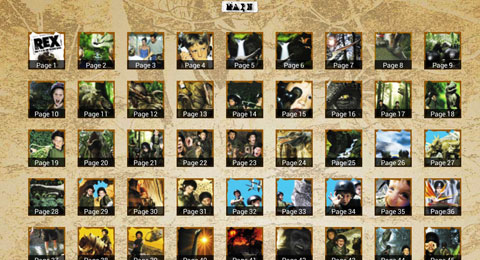 MAIN
REX
Page 1
Page 2
Page 3
Page 4
Page 5
Page 6
Page 7
Page 8
Page 9
Page 10
Page 11
Page 12
Page 13
Page 14
Page 15
Page 16
Page 17
Page 18
Page 19
Page 20
Page 21
Page 22
Page 23
Page 24
Page 25
Page 26
Page 27
Page 28
Page 29
Page 30
Page 31
Page 32
Page 33
Page 34
Page 35
Page 36